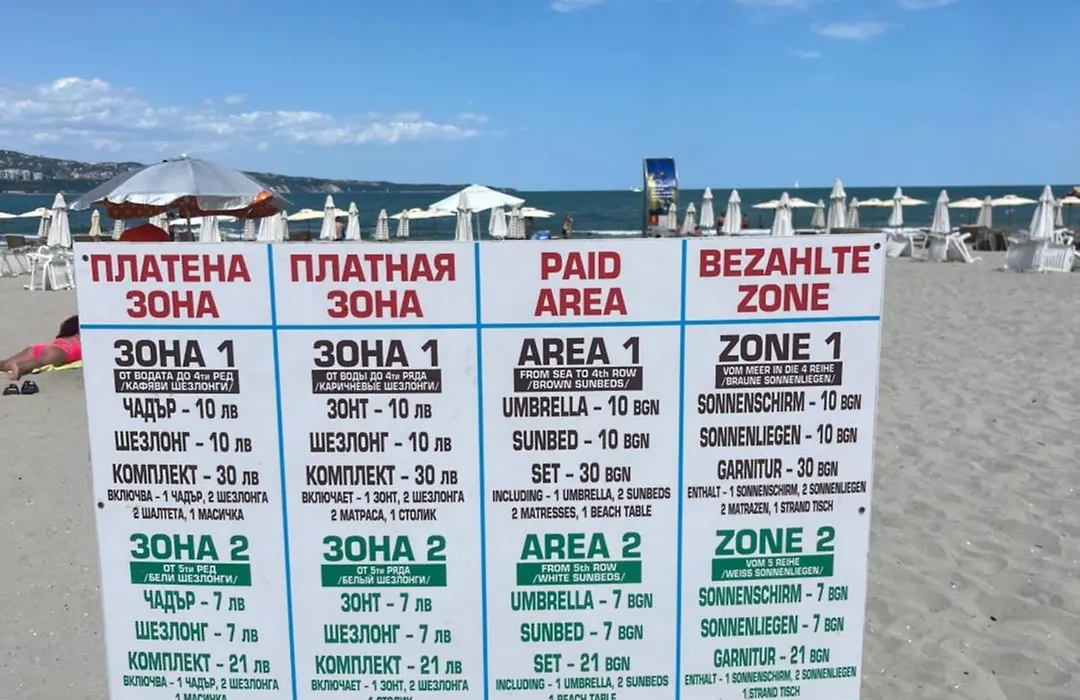 ПЛАТЕНА
ЗОНА
ЗОНА 1
ОТ ВОДАТА ДО 4ТИ РЕД
/КАФЯВИ ШЕЗЛОНГИ/
ЧАДЪР - 10 ЛВ
ШЕЗЛОНГ - 10 ЛВ
КОМПЛЕКТ - 30 ЛВ
ВКЛЮЧВА - 1 ЧАДЪР, 2 ШЕЗЛОНГА
2 ШАЛТЕТА, 1 МАСИЧКА
ЗОНА 2
ОТ 5ТИ РЕД
/БЕЛИ ШЕЗЛОНГИ/
ЧАДЪР - 7 ЛВ
ШЕЗЛОНГ - 7 ЛВ
КОМПЛЕКТ - 21 ЛВ
ВКЛЮЧВА - 1 ЧАДЪР, 2 ШЕЗЛОНГА
1 МАСИЧКА
ПЛАТНАЯ
ЗОНА
ЗОНА 1
ОТ ВОДЫ ДО 4ТИ РЯДА
/КАРИЧНЕВЫЕ ШЕЗЛОНГИ/
ЗОНТ - 10 ЛВ
ШЕЗЛОНГ - 10 ЛВ
КОМПЛЕКТ - 30 ЛВ
ВКЛЮЧАЕТ - 1 ЗОНТ, 2 ШЕЗЛОНГА
2 МАТРАСА, 1 СТОЛИК
ЗОНА 2
ОТ 5ТИ РЯДА
/БЕЛЫЙ ШЕЗЛОНГИ/
ЗОНТ - 7 ЛВ
ШЕЗЛОНГ - 7 ЛВ
КОМПЛЕКТ - 21 ЛВ
ВКЛЮЧАЕТ - 1 ЗОНТ, 2 ШЕЗЛОНГА
1 СТОЛИК
PAID
AREA
AREA 1
FROM SEA TO 4th ROW
/BROWN SUNBEDS/
UMBRELLA - 10 BGN
SUNBED - 10 BGN
SET - 30 BGN
INCLUDING - 1 UMBRELLA, 2 SUNBEDS
2 MATRESSES, 1 BEACH TABLE
AREA 2
FROM 5th ROW
/WHITE SUNBEDS/
UMBRELLA - 7 BGN
SUNBED - 7 BGN
SET - 21 BGN
INCLUDING - 1 UMBRELLA, 2 SUNBEDS
1 BEACH TABLE
BEZAHLTE
ZONE
ZONE 1
VOM MEER IN DIE 4 REIHE
/BRAUNE SONNENLIEGEN/
SONNENSCHIRM - 10 BGN
SONNENLIEGEN - 10 BGN
GARNITUR - 30 BGN
ENTHALT - 1 SONNENSCHIRM, 2 SONNENLIEGEN
2 MATRAZEN, 1 STRAND TISCH
ZONE 2
VOM 5 REIHE
/WEISS SONNENLIEGEN/
SONNENSCHIRM - 7 BGN
SONNENLIEGEN - 7 BGN
GARNITUR - 21 BGN
ENTHALT - 1 SONNENSCHIRM, 2 SONNENLIEGEN
1 STRAND TISCH